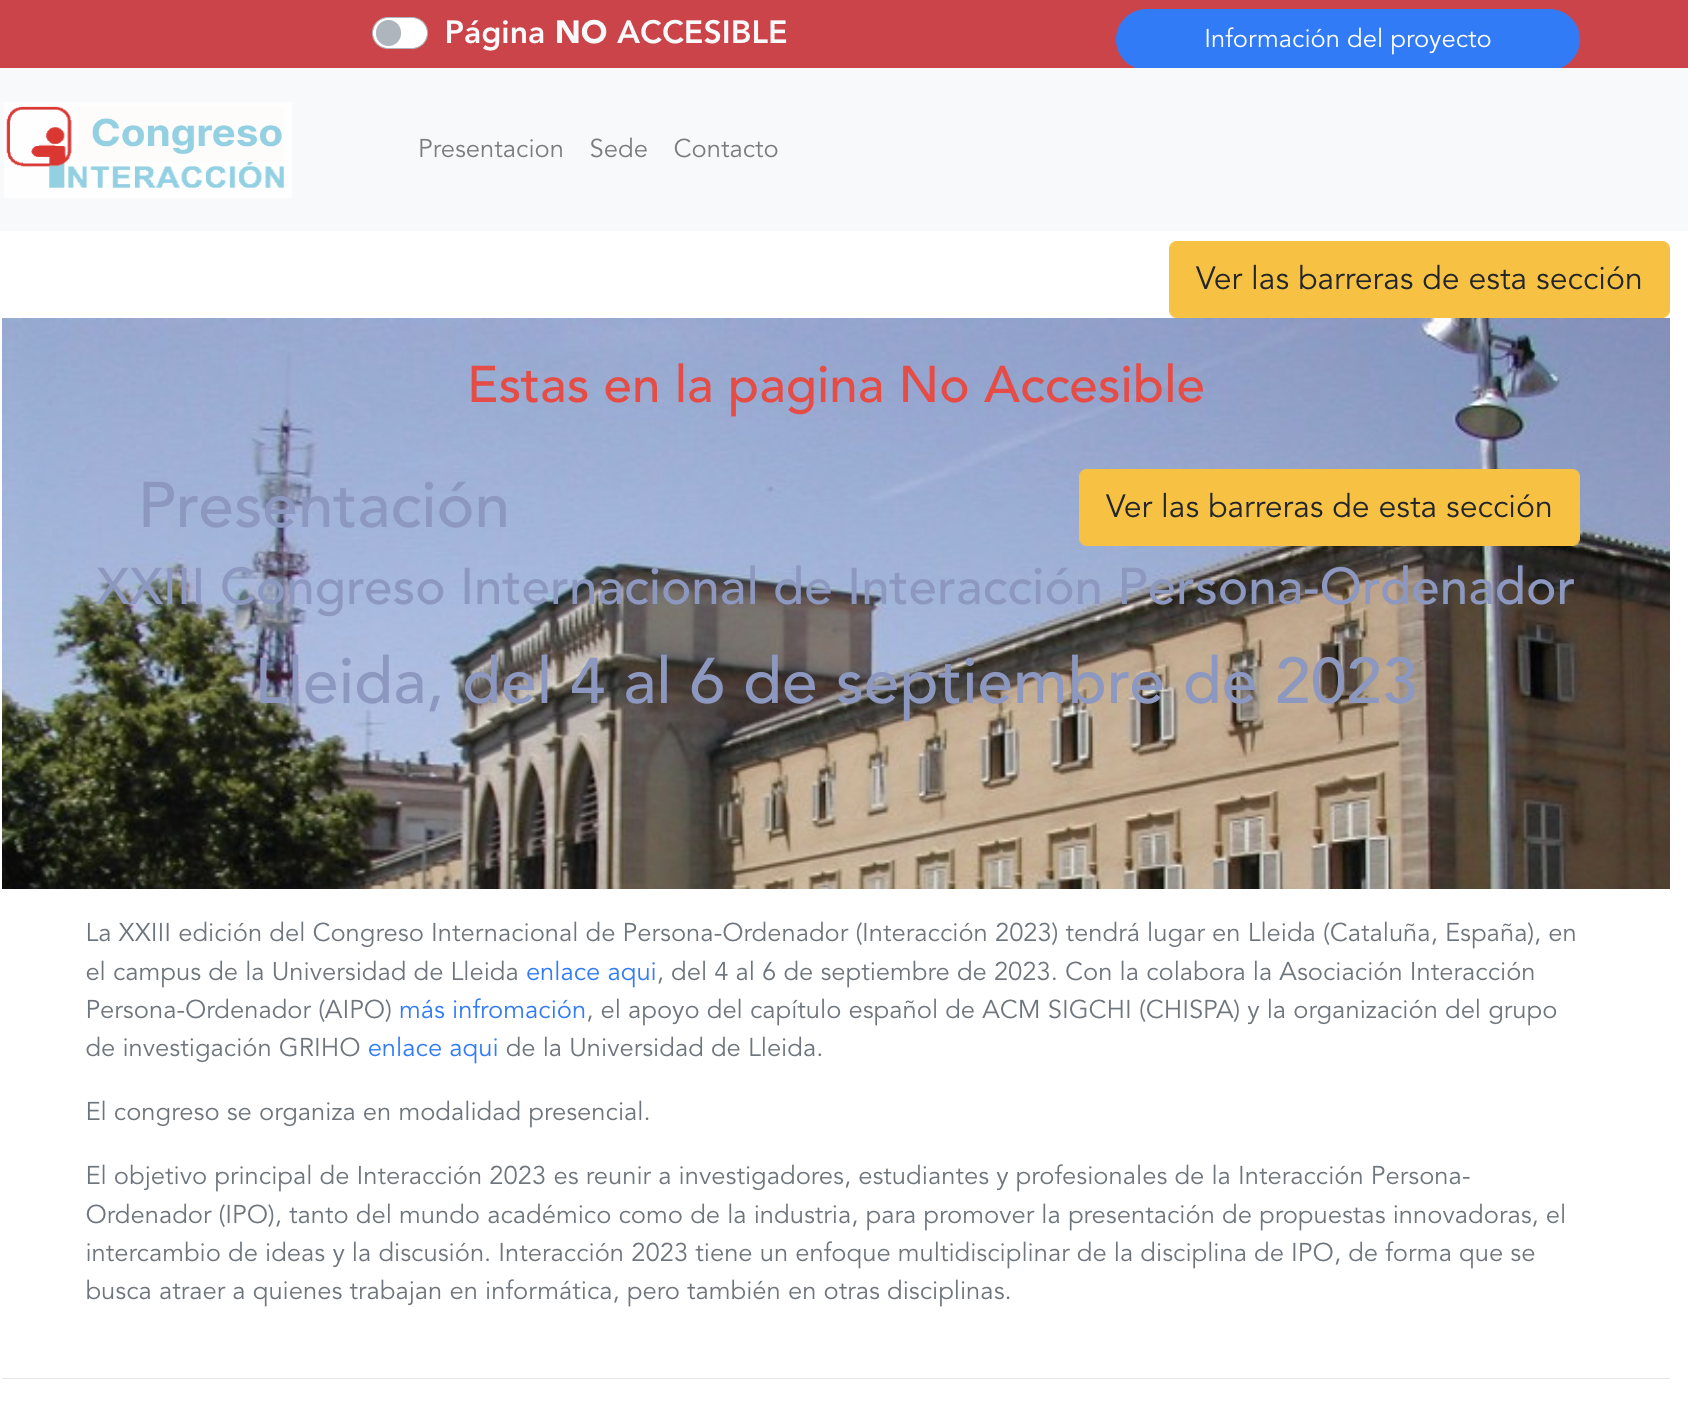 Página NO ACCESIBLE
Información del proyecto
Congreso
INTERACCIÓN
Presentacion Sede Contacto
Ver las barreras de esta sección
Estas en la pagina No Accesible
Presentación
Ver las barreras de esta sección
XXIII Congreso Internacional de Interacción Persona-Ordenador
Lleida, del 4 al 6 de septiembre de 2023
La XXIII edición del Congreso Internacional de Persona-Ordenador (Interacción 2023) tendrá lugar en Lleida (Cataluña, España), en
el campus de la Universidad de Lleida enlace aqui, del 4 al 6 de septiembre de 2023. Con la colabora la Asociación Interacción
Persona-Ordenador (AIPO) más infromación, el apoyo del capítulo español de ACM SIGCHI (CHISPA) y la organización del grupo
de investigación GRIHO enlace aqui de la Universidad de Lleida.
El congreso se organiza en modalidad presencial.
El objetivo principal de Interacción 2023 es reunir a investigadores, estudiantes y profesionales de la Interacción Persona-
Ordenador (IPO), tanto del mundo académico como de la industria, para promover la presentación de propuestas innovadoras, el
intercambio de ideas y la discusión. Interacción 2023 tiene un enfoque multidisciplinar de la disciplina de IPO, de forma que se
busca atraer a quienes trabajan en informática, pero también en otras disciplinas.